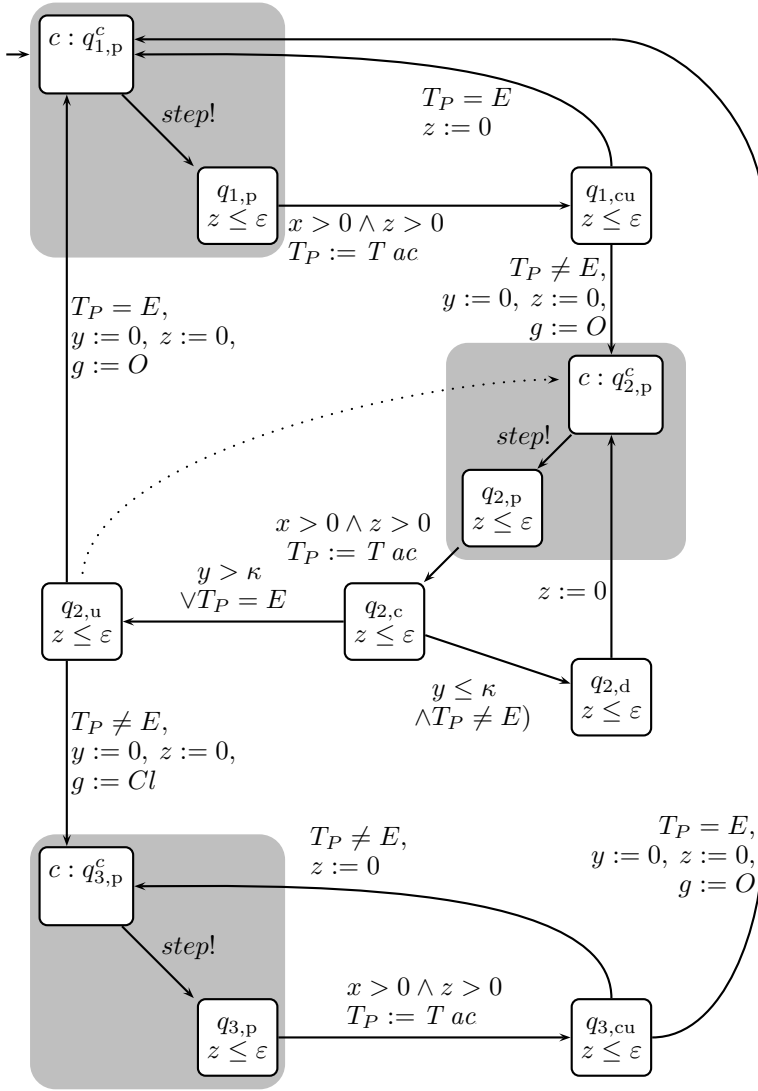 c : q^c_{1,p}
step!
T_P = E
z := 0
q_{1,p}
z ≤ ε
q_{1,cu}
z ≤ ε
x > 0 ∧ z > 0
T_P := T ac
T_P ≠ E,
y := 0, z := 0,
g := O
T_P = E,
y := 0, z := 0,
g := O
c : q^c_{2,p}
step!
q_{2,p}
z ≤ ε
x > 0 ∧ z > 0
T_P := T ac
y > κ
∨T_P = E
z := 0
q_{2,u}
z ≤ ε
q_{2,c}
z ≤ ε
q_{2,d}
z ≤ ε
y ≤ κ
∧T_P ≠ E)
T_P ≠ E,
y := 0, z := 0,
g := Cl
T_P ≠ E,
z := 0
T_P = E,
y := 0, z := 0,
g := O
c : q^c_{3,p}
step!
x > 0 ∧ z > 0
T_P := T ac
q_{3,p}
z ≤ ε
q_{3,cu}
z ≤ ε